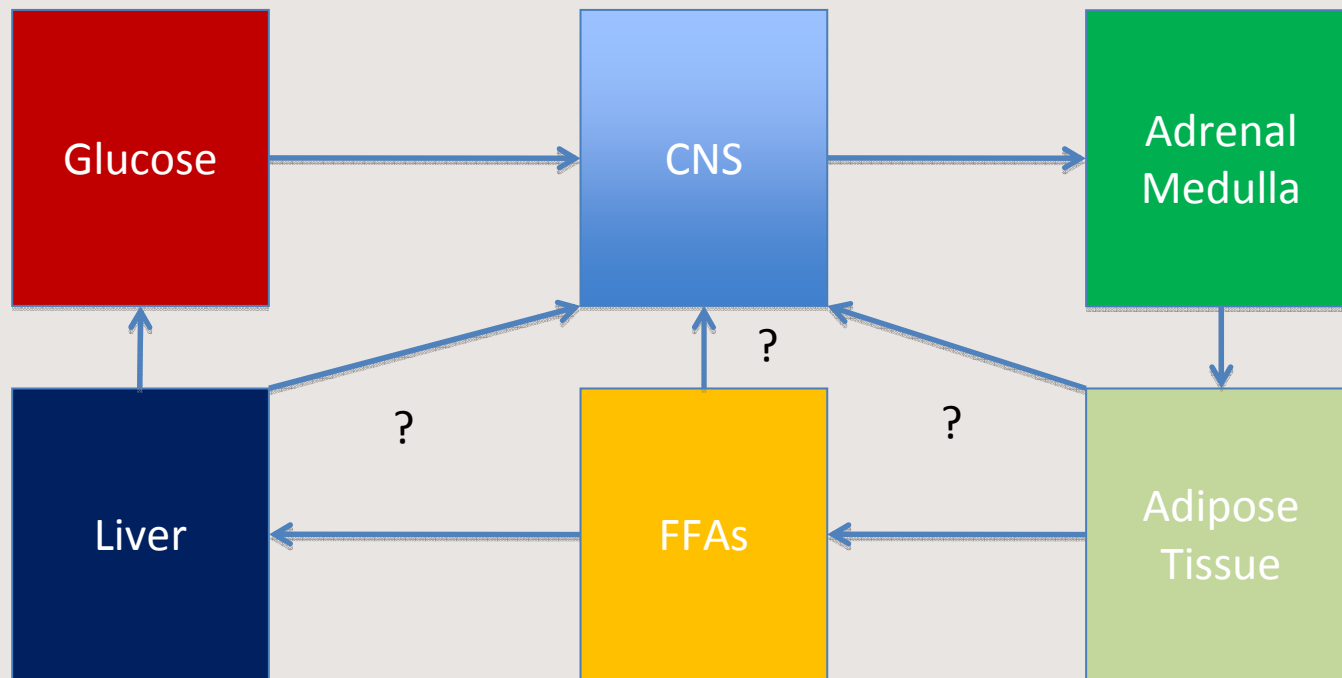 Glucose
CNS
Adrenal
Medulla
?
?
?
Liver
FFAs
Adipose
Tissue